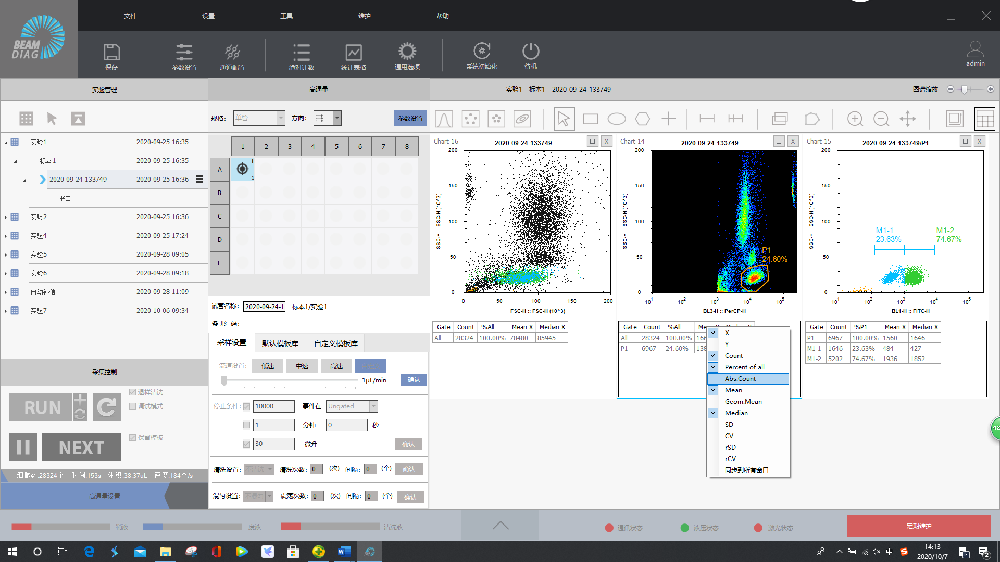 文件 设置 工具 维护 帮助
BEAM
DIAG
保存 参数设置 通道配置 绝对计数 统计表格 通用选项 系统初始化 待机 admin
实验管理 高通量 实验1 - 标本1 - 2020-09-24-133749 图谱缩放
规格: 单管 方向: 参数设置
实验1 2020-09-25 16:35
标本1 2020-09-25 16:35
2020-09-24-133749 2020-09-25 16:36
报告
实验2 2020-09-25 16:36
实验4 2020-09-25 17:24
实验5 2020-09-28 09:05
实验6 2020-09-28 09:18
自动补偿 2020-09-28 11:09
实验7 2020-10-06 09:34
1 2 3 4 5 6 7 8
A 1 1
B
C
D
E
试管名称: 2020-09-24-1 标本1/实验1
条 形 码:
采样设置 默认模板库 自定义模板库
流速设置: 低速 中速 高速
1µL/min 确认
停止条件: 10000 事件在 Ungated
1 分钟 0 秒
30 微升 确认
清洗设置: 不清洗 清洗次数: 0 (次) 间隔: 0 (个) 确认
混匀设置: 不混匀 震荡次数: 0 (次) 间隔: 0 (个) 确认
采集控制
RUN 退样清洗
调试模式
NEXT 保留模板
细胞数:28324个 时间:153s 体积:38.37uL 速度:184个/s
高通量设置
Chart 16 2020-09-24-133749 X
200
150
100
50
0
SSC-H :: SSC-H (10^3)
0 50 100 150 200
FSC-H :: FSC-H (10^3)
Gate Count %All Mean X Median X
All 28324 100.00% 78480 85945
Chart 14 2020-09-24-133749 X
200
150
100
50
0
SSC-H :: SSC-H (10^3)
P1
24.60%
10^1 10^2 10^3 10^4 10^5
BL3-H :: PerCP-H
Gate Count %All Mean X Median X
All 28324 100.00% 166
P1 6967 24.60% 138
X
Y
Count
Percent of all
Abs.Count
Mean
Geom.Mean
Median
SD
CV
rSD
rCV
同步到所有窗口
Chart 15 2020-09-24-133749/P1 X
200
150
100
50
0
SSC-H :: SSC-H (10^3)
M1-1
23.63%
M1-2
74.67%
10^1 10^2 10^3 10^4 10^5
BL1-H :: FITC-H
Gate Count %P1 Mean X Median X
P1 6967 100.00% 1560 1646
M1-1 1646 23.63% 484 427
M1-2 5202 74.67% 1936 1852
42
鞘液 废液 清洗液 通讯状态 液压状态 激光状态 定期维护
中 14:13
2020/10/7 3 2